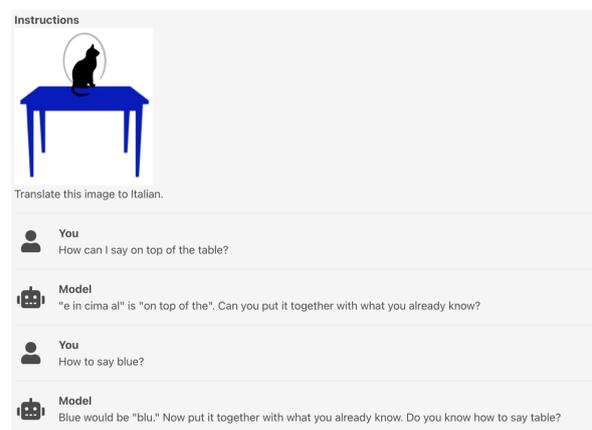 Instructions
Translate this image to Italian.
You
How can I say on top of the table?
Model
"e in cima al" is "on top of the". Can you put it together with what you already know?
You
How to say blue?
Model
Blue would be "blu." Now put it together with what you already know. Do you know how to say table?